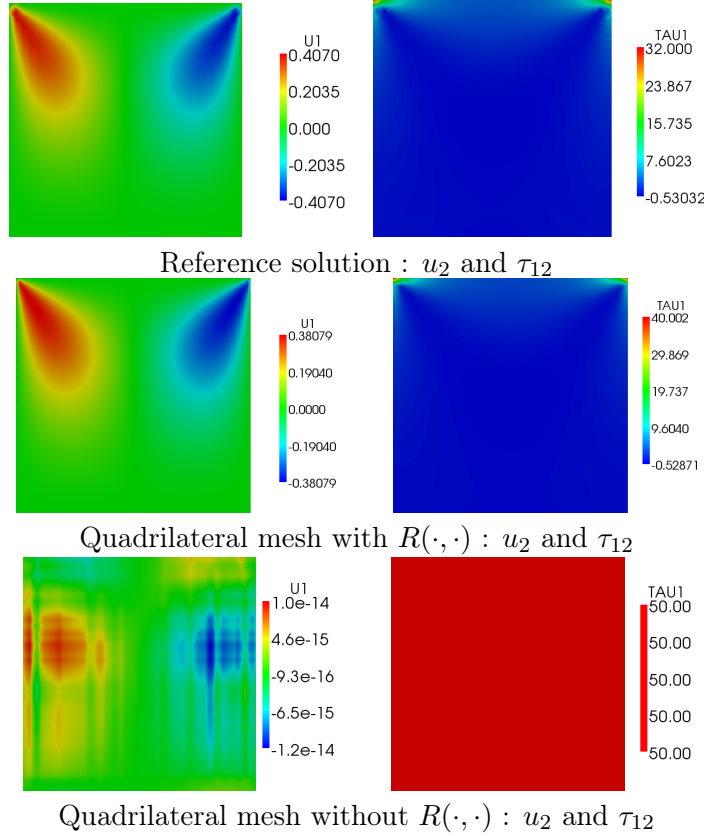 U1
0.4070
0.2035
0.000
-0.2035
-0.4070
TAU1
32.000
23.867
15.735
7.6023
-0.53032
Reference solution : u₂ and τ₁₂
U1
0.38079
0.19040
0.0000
-0.19040
-0.38079
TAU1
40.002
29.869
19.737
9.6040
-0.52871
Quadrilateral mesh with R(·, ·) : u₂ and τ₁₂
U1
1.0e-14
4.6e-15
-9.3e-16
-6.5e-15
-1.2e-14
TAU1
50.00
50.00
50.00
50.00
50.00
Quadrilateral mesh without R(·, ·) : u₂ and τ₁₂